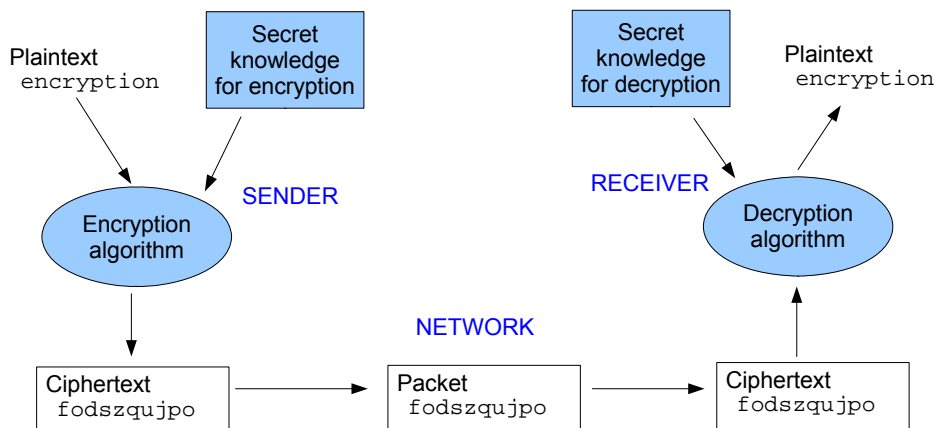 Plaintext
encryption
Secret
knowledge
for encryption
Secret
knowledge
for decryption
Plaintext
encryption
SENDER
RECEIVER
Encryption
algorithm
Decryption
algorithm
NETWORK
Ciphertext
fodszqujpo
Packet
fodszqujpo
Ciphertext
fodszqujpo